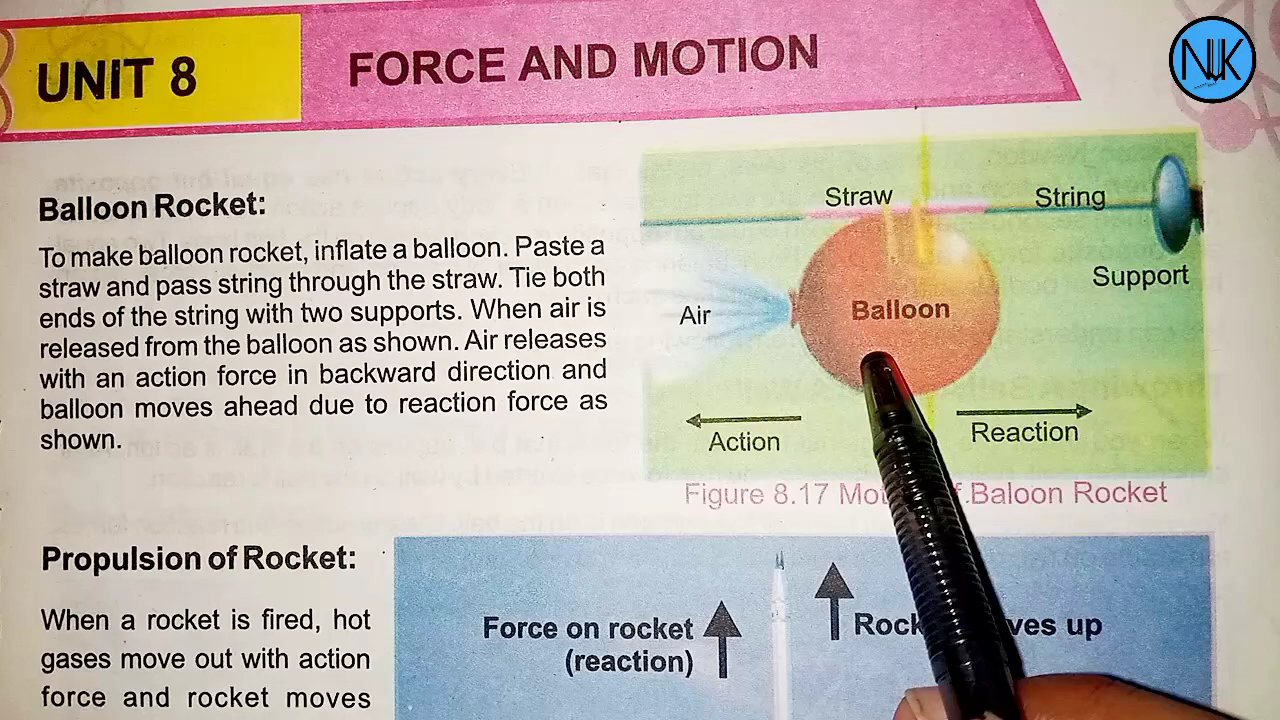 UNIT 8
FORCE AND MOTION
NUK
Balloon Rocket:
To make balloon rocket, inflate a balloon. Paste a
straw and pass string through the straw. Tie both
ends of the string with two supports. When air is
released from the balloon as shown. Air releases
with an action force in backward direction and
balloon moves ahead due to reaction force as
shown.
Straw
String
Support
Air
Balloon
Action
Reaction
Figure 8.17 of Baloon Rocket
Propulsion of Rocket:
When a rocket is fired, hot
gases move out with action
force and rocket moves
Force on rocket
(reaction)
up